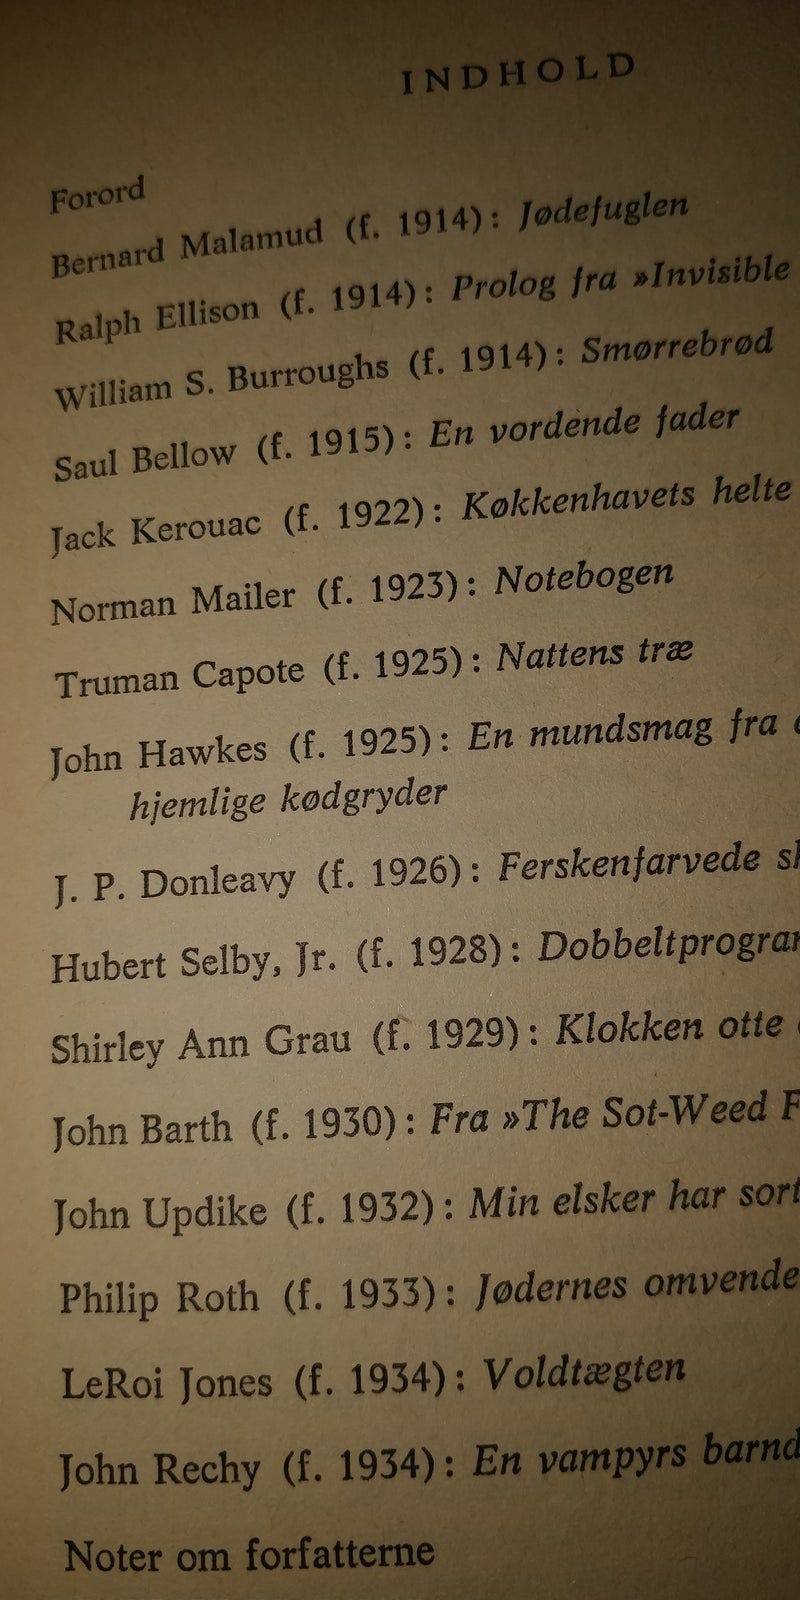 INDHOLD
Forord
Bernard Malamud (f. 1914): Jødefuglen
Ralph Ellison (f. 1914): Prolog fra »Invisible
William S. Burroughs (f. 1914): Smørrebrød
Saul Bellow (f. 1915): En vordende fader
Jack Kerouac (f. 1922): Køkkenhavets helte
Norman Mailer (f. 1923): Notebogen
Truman Capote (f. 1925): Nattens træ
John Hawkes (f. 1925): En mundsmag fra
hjemlige kødgryder
J. P. Donleavy (f. 1926): Ferskenfarvede
Hubert Selby, Jr. (f. 1928): Dobbeltprogra
Shirley Ann Grau (f. 1929): Klokken otte
John Barth (f. 1930): Fra »The Sot-Weed F
John Updike (f. 1932): Min elsker har sort
Philip Roth (f. 1933): Jødernes omvende
LeRoi Jones (f. 1934): Voldtægten
John Rechy (f. 1934): En vampyrs barnd
Noter om forfatterne